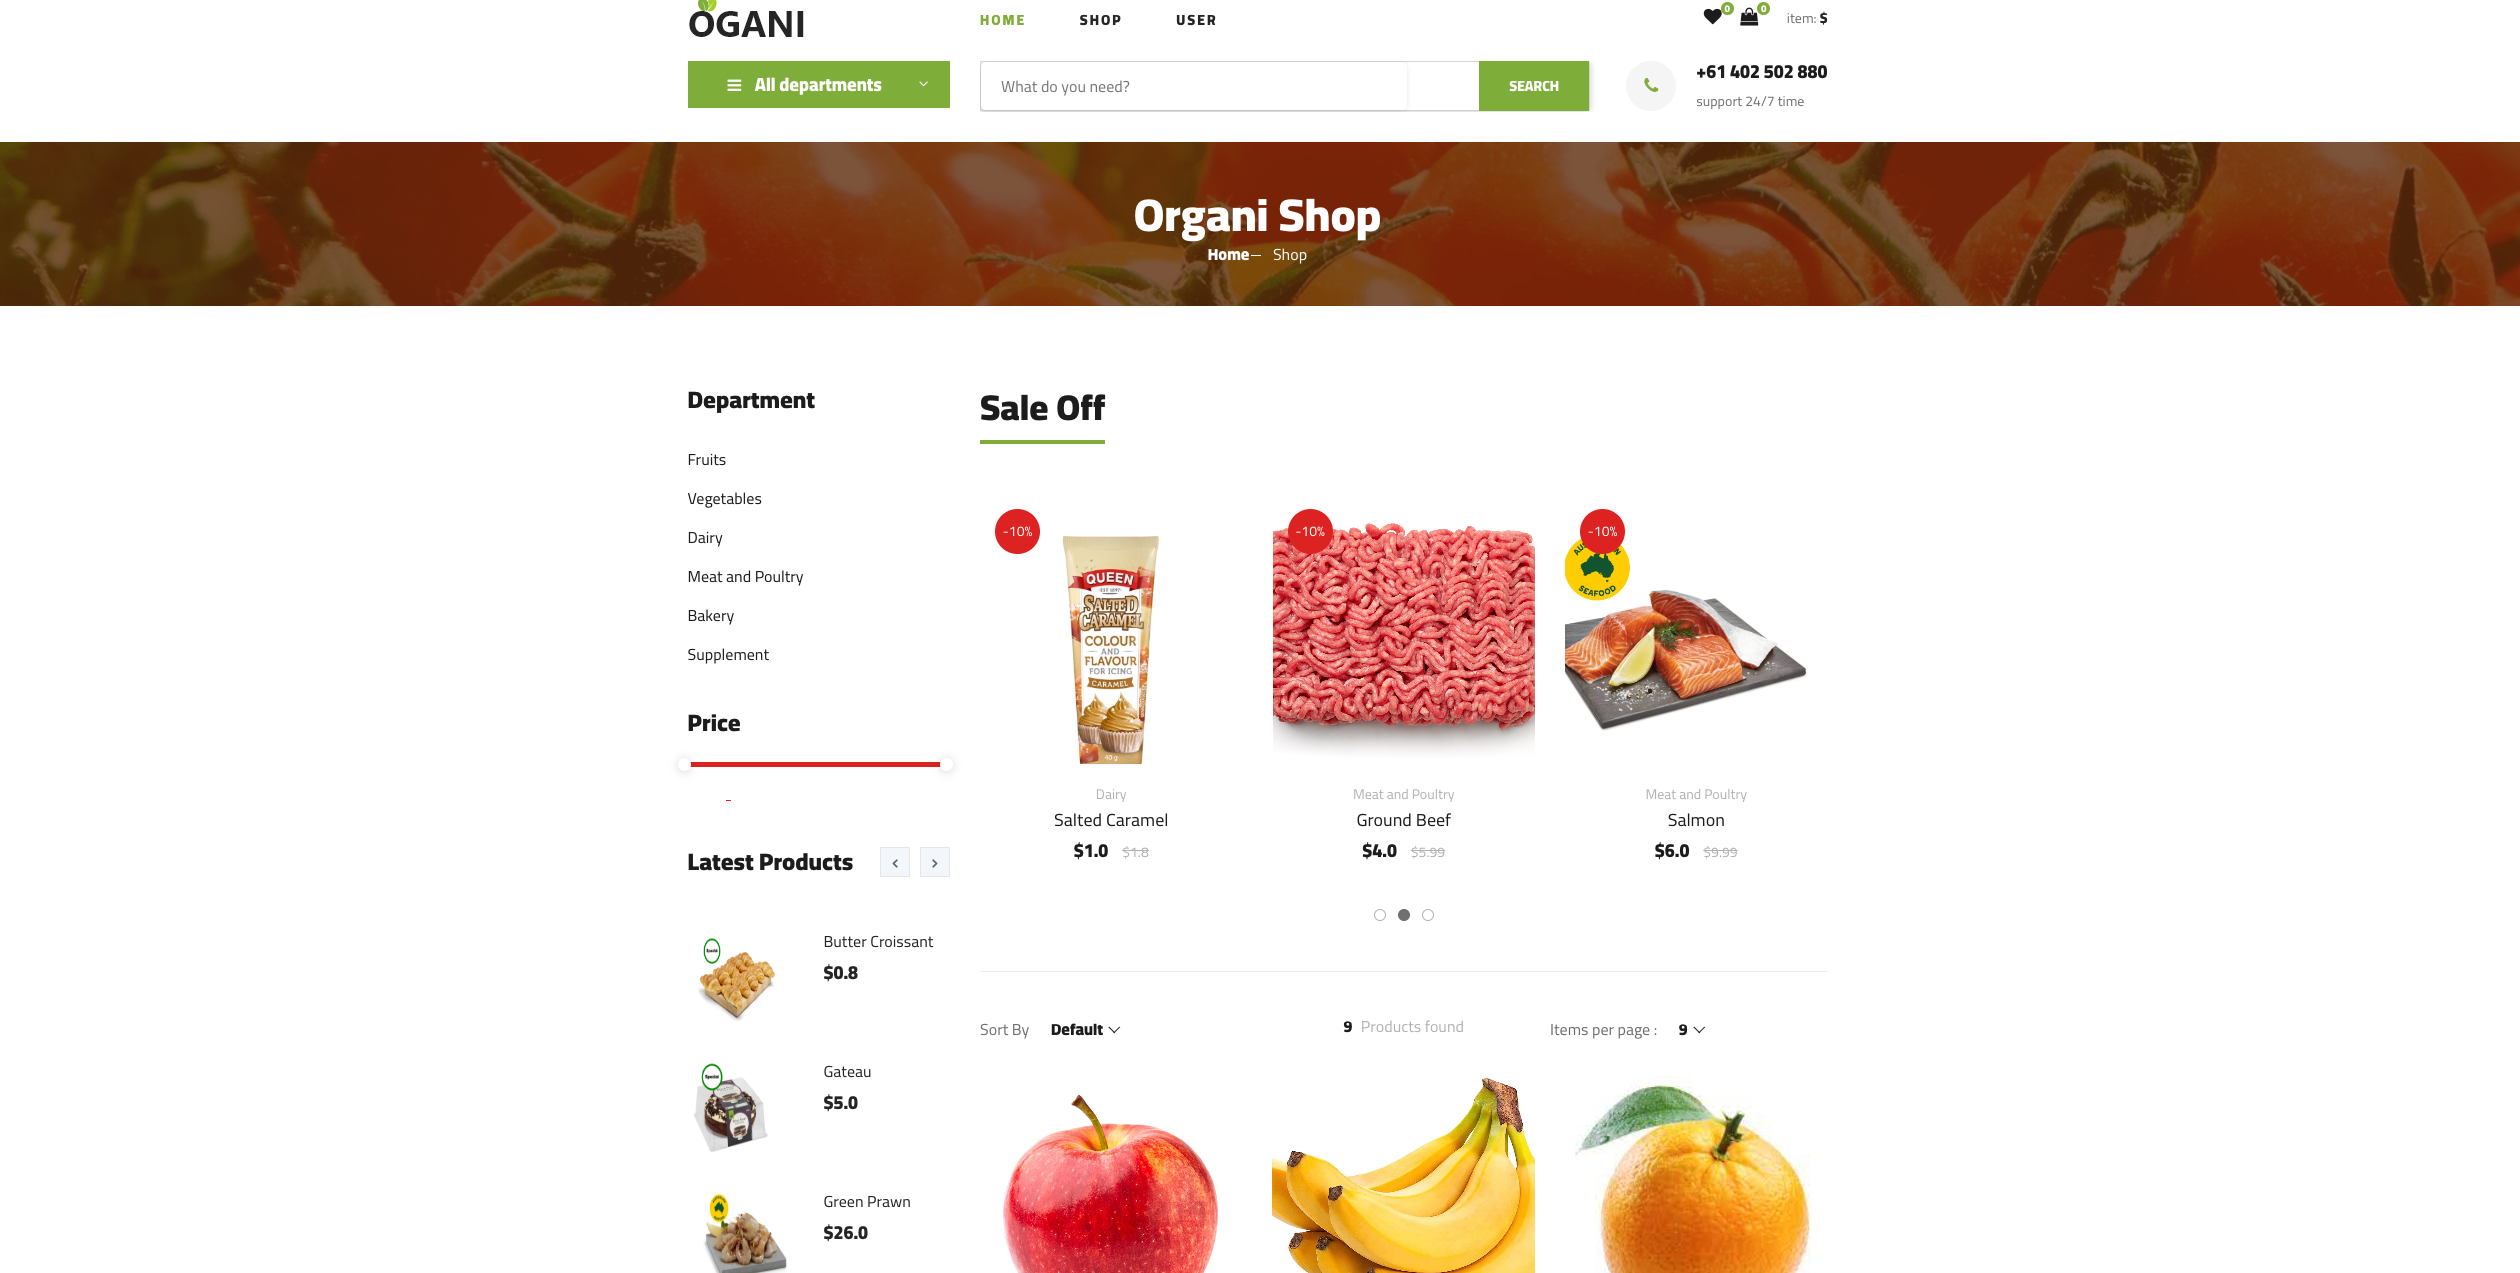 OGANI
HOME SHOP USER
0 0 item: $
All departments
What do you need?
SEARCH
+61 402 502 880
support 24/7 time
Organi Shop
Home— Shop
Department
Fruits
Vegetables
Dairy
Meat and Poultry
Bakery
Supplement
Price
-
Latest Products
Butter Croissant
$0.8
Special
Gateau
$5.0
Special
Green Prawn
$26.0
Sale Off
-10%
QUEEN
EST 1897
SALTED
CARAMEL
COLOUR
AND
FLAVOUR
FOR ICING
CARAMEL
40 g
Dairy
Salted Caramel
$1.0 $1.8
-10%
Meat and Poultry
Ground Beef
$4.0 $5.99
-10%
SEAFOOD
Meat and Poultry
Salmon
$6.0 $9.99
Sort By Default
9 Products found
Items per page : 9